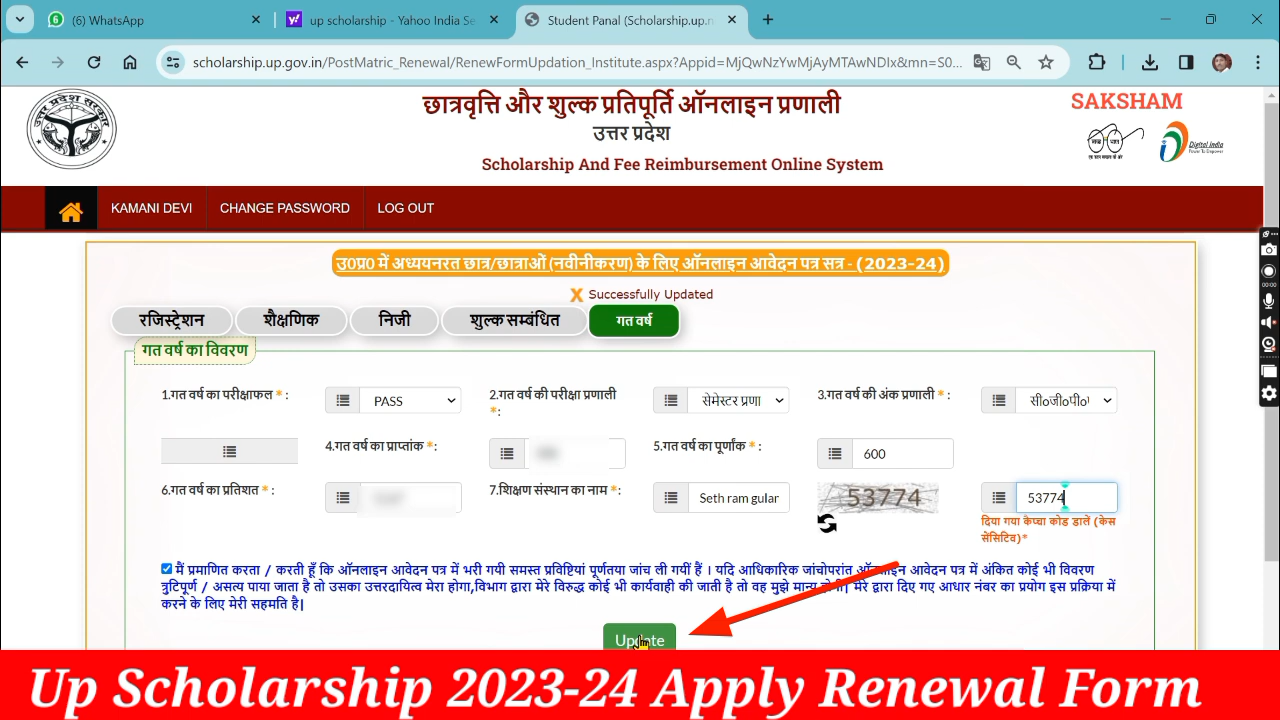 (6) WhatsApp
up scholarship - Yahoo India Se
Student Panal (Scholarship.up.n
scholarship.up.gov.in/PostMatric_Renewal/RenewFormUpdation_Institute.aspx?Appid=MjQwNzYwMjAyMTAwNDIx&mn=S0...
छात्रवृत्ति और शुल्क प्रतिपूर्ति ऑनलाइन प्रणाली
उत्तर प्रदेश
Scholarship And Fee Reimbursement Online System
SAKSHAM
Digital India
Power To Empower
KAMANI DEVI CHANGE PASSWORD LOG OUT
उ0प्र0 में अध्ययनरत छात्र/छात्राओं (नवीनीकरण) के लिए ऑनलाइन आवेदन पत्र सत्र - (2023-24)
X Successfully Updated
रजिस्ट्रेशन शैक्षणिक निजी शुल्क सम्बंधित गत वर्ष
गत वर्ष का विवरण
1.गत वर्ष का परीक्षाफल * : PASS 2.गत वर्ष की परीक्षा प्रणाली * : सेमेस्टर प्रणा 3.गत वर्ष की अंक प्रणाली * : सी०जी०पी०
4.गत वर्ष का प्राप्तांक * : 5.गत वर्ष का पूर्णांक * : 600
6.गत वर्ष का प्रतिशत * : 7.शिक्षण संस्थान का नाम *: Seth ram gular 53774 53774
दिया गया कैप्चा कोड डालें (केस
सेंसिटिव)*
मैं प्रमाणित करता / करती हूँ कि ऑनलाइन आवेदन पत्र में भरी गयी समस्त प्रविष्टियां पूर्णतया जांच ली गयीं हैं । यदि आधिकारिक जांचोपरांत ऑनलाइन आवेदन पत्र में अंकित कोई भी विवरण
त्रुटिपूर्ण / असत्य पाया जाता है तो उसका उत्तरदायित्व मेरा होगा,विभाग द्वारा मेरे विरुद्ध कोई भी कार्यवाही की जाती है तो वह मुझे मान्य होगी| मेरे द्वारा दिए गए आधार नंबर का प्रयोग इस प्रक्रिया में
करने के लिए मेरी सहमति है|
Update
00:00
Up Scholarship 2023-24 Apply Renewal Form